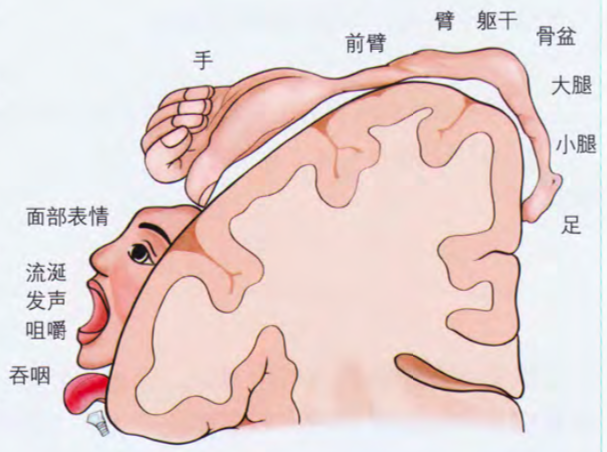 臂 躯干
骨盆
前臂
手
大腿
小腿
面部表情
足
流涎
发声
咀嚼
吞咽